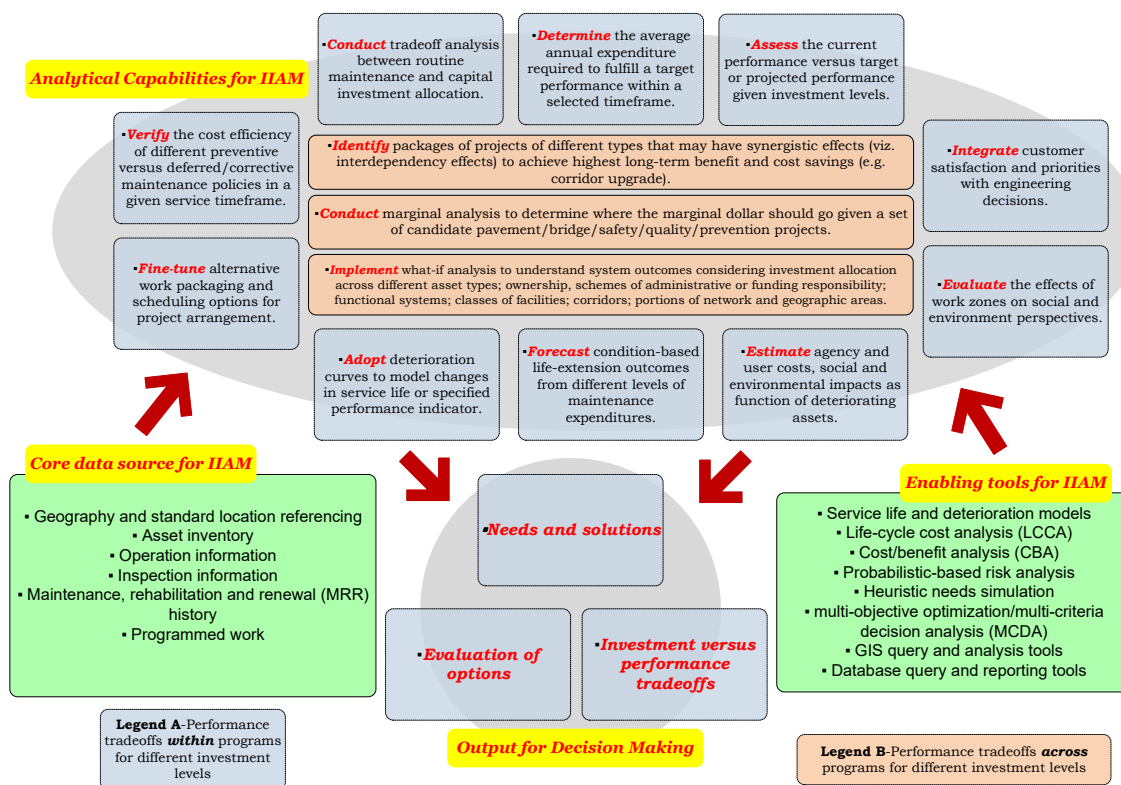 ▪Conduct tradeoff analysis
between routine
maintenance and capital
investment allocation.
▪Determine the average
annual expenditure
required to fulfill a target
performance within a
selected timeframe.
▪Assess the current
performance versus target
or projected performance
given investment levels.
Analytical Capabilities for IIAM
▪Verify the cost efficiency
of different preventive
versus deferred/corrective
maintenance policies in a
given service timeframe.
▪Identify packages of projects of different types that may have synergistic effects (viz.
interdependency effects) to achieve highest long-term benefit and cost savings (e.g.
corridor upgrade).
▪Integrate customer
satisfaction and priorities
with engineering
decisions.
▪Conduct marginal analysis to determine where the marginal dollar should go given a set
of candidate pavement/bridge/safety/quality/prevention projects.
▪Fine-tune alternative
work packaging and
scheduling options for
project arrangement.
▪Implement what-if analysis to understand system outcomes considering investment allocation
across different asset types; ownership, schemes of administrative or funding responsibility;
functional systems; classes of facilities; corridors; portions of network and geographic areas.
▪Evaluate the effects of
work zones on social and
environment perspectives.
▪Adopt deterioration
curves to model changes
in service life or specified
performance indicator.
▪Forecast condition-based
life-extension outcomes
from different levels of
maintenance
expenditures.
▪Estimate agency and
user costs, social and
environmental impacts as
function of deteriorating
assets.
Core data source for IIAM
▪ Geography and standard location referencing
▪ Asset inventory
▪ Operation information
▪ Inspection information
▪ Maintenance, rehabilitation and renewal (MRR)
history
▪ Programmed work
Enabling tools for IIAM
▪ Service life and deterioration models
▪ Life-cycle cost analysis (LCCA)
▪ Cost/benefit analysis (CBA)
▪ Probabilistic-based risk analysis
▪ Heuristic needs simulation
▪ multi-objective optimization/multi-criteria
decision analysis (MCDA)
▪ GIS query and analysis tools
▪ Database query and reporting tools
▪Needs and solutions
▪Evaluation of
options
▪Investment versus
performance
tradeoffs
Output for Decision Making
Legend A-Performance
tradeoffs within programs
for different investment
levels
Legend B-Performance tradeoffs across
programs for different investment levels